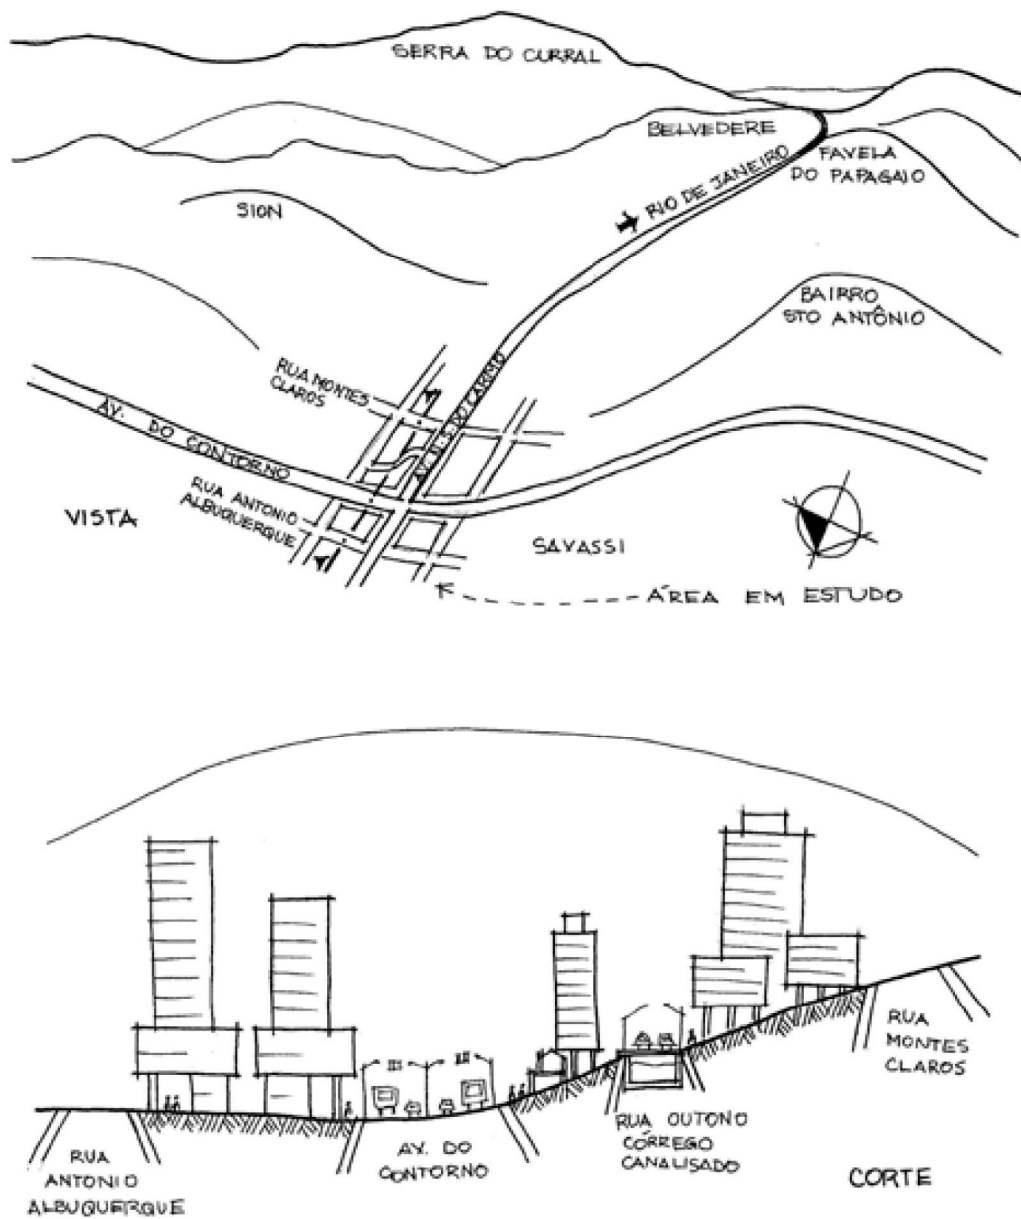 SERRA DO CURRAL
BELVEDERE
FAVELA
DO PAPAGAIO
RIO DE JANEIRO
SION
BAIRRO
STO ANTÔNIO
RUA MONTES
CLAROS
DO CARMO
AV. DO CONTORNO
RUA ANTONIO
ALBUQUERQUE
VISTA
SAVASSI
ÁREA EM ESTUDO
RUA
ANTONIO
ALBUQUERQUE
AV. DO
CONTORNO
RUA OUTONO
CÓRREGO
CANALISADO
RUA
MONTES
CLAROS
CORTE